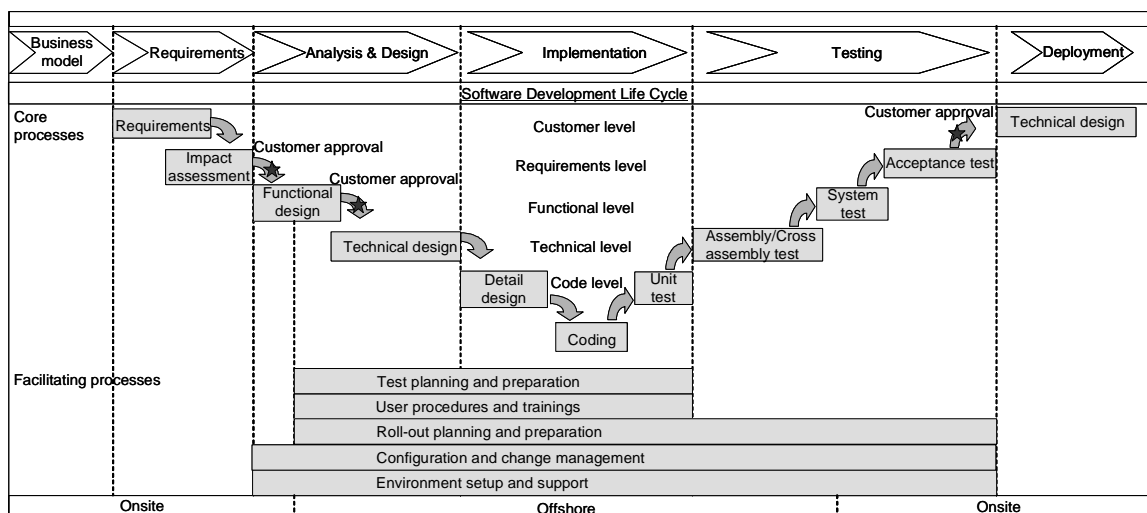 Business
model
Requirements
Analysis & Design
Implementation
Testing
Deployment
Software Development Life Cycle
Core
processes
Requirements
Customer level
Customer approval
Technical design
Impact
assessment
Customer approval
Requirements level
Acceptance test
Functional
design
Customer approval
Functional level
System
test
Technical design
Technical level
Assembly/Cross
assembly test
Detail
design
Code level
Unit
test
Coding
Facilitating processes
Test planning and preparation
User procedures and trainings
Roll-out planning and preparation
Configuration and change management
Environment setup and support
Onsite
Offshore
Onsite